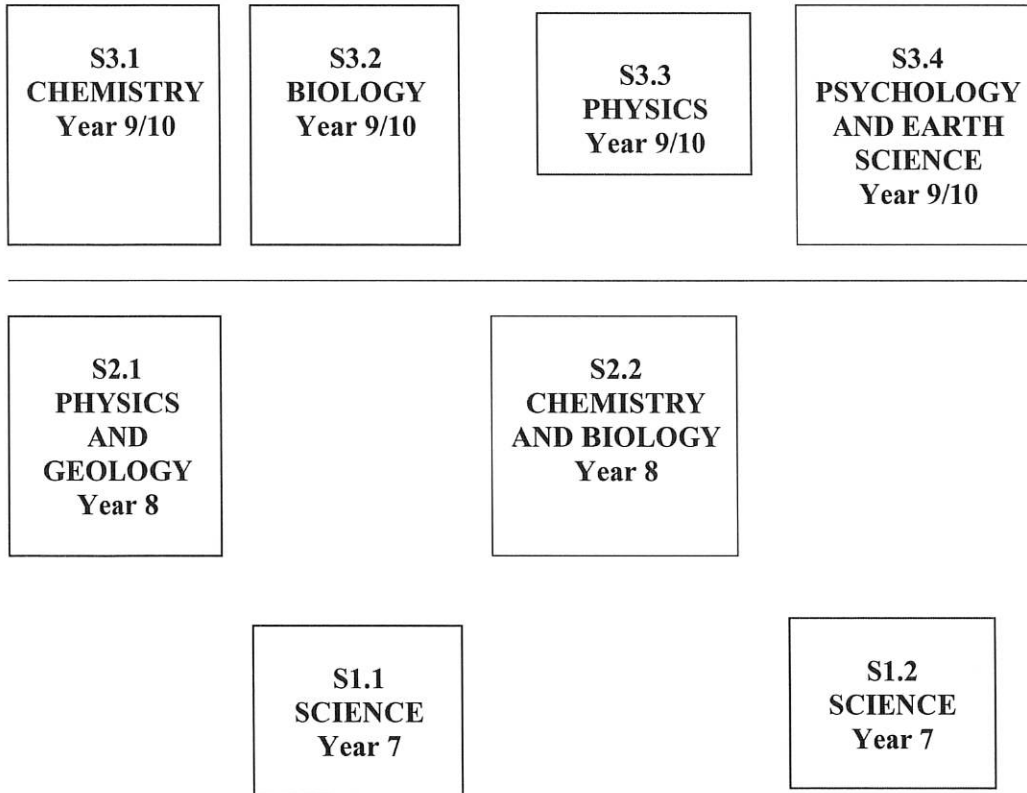 S3.1
CHEMISTRY
Year 9/10
S3.2
BIOLOGY
Year 9/10
S3.3
PHYSICS
Year 9/10
S3.4
PSYCHOLOGY
AND EARTH
SCIENCE
Year 9/10
S2.1
PHYSICS
AND
GEOLOGY
Year 8
S2.2
CHEMISTRY
AND BIOLOGY
Year 8
S1.1
SCIENCE
Year 7
S1.2
SCIENCE
Year 7